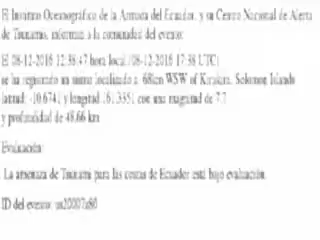 El Instituto Oceanográfico de la Armada del Ecuador, y su Centro Nacional de Alerta
de Tsunamis, informan a la comunidad del evento:
El 08-12-2016 12:38:47 hora local (08-12-2016 17:38 UTC)
se ha registrado un sismo localizado a 68km WSW of Kirakira, Solomon Islands
latitud: -10.6741 y longitud 161.3351 con una magnitud de 7.7
y profundidad de 48.66 km
Evaluación:
La amenaza de Tsunami para las costas de Ecuador está bajo evaluación.
ID del evento: